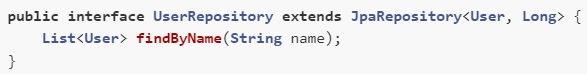 public interface UserRepository extends JpaRepository<User, Long> {
    List<User> findByName(String name);
}